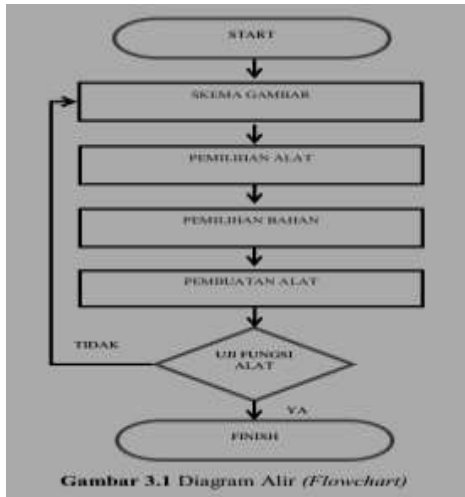 START
SKEMA GAMBAR
PEMILIHAN ALAT
PEMILIHAN BAHAN
PEMBUATAN ALAT
TIDAK
UJI FUNGSI
ALAT
YA
FINISH
Gambar 3.1 Diagram Alir (Flowchart)